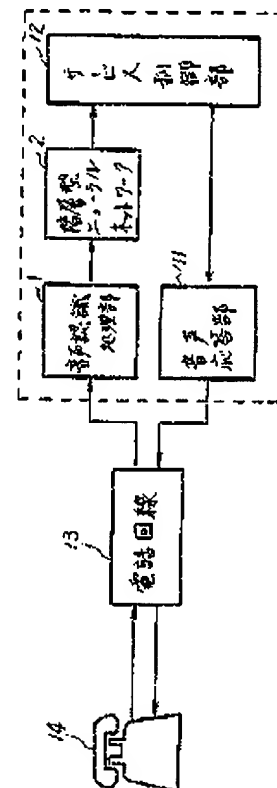 14
13
電話回線
1
音声認識
処理部
2
階層型
ニューラル
ネットワーク
12
サービス
制御部
11
音声
応答部